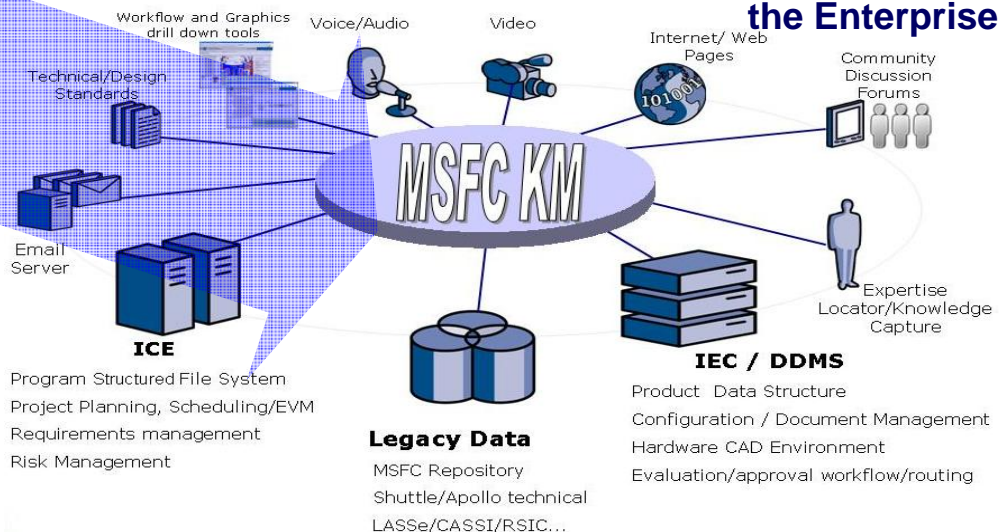 the Enterprise
Workflow and Graphics
drill down tools
Voice/Audio
Video
Internet/ Web
Pages
Community
Discussion
Forums
Technical/Design
Standards
101001
MSFC KM
Email
Server
Expertise
Locator/Knowledge
Capture
ICE
Program Structured File System
Project Planning, Scheduling/EVM
Requirements management
Risk Management
Legacy Data
MSFC Repository
Shuttle/Apollo technical
LASSe/CASSI/RSIC...
IEC / DDMS
Product Data Structure
Configuration / Document Management
Hardware CAD Environment
Evaluation/approval workflow/routing